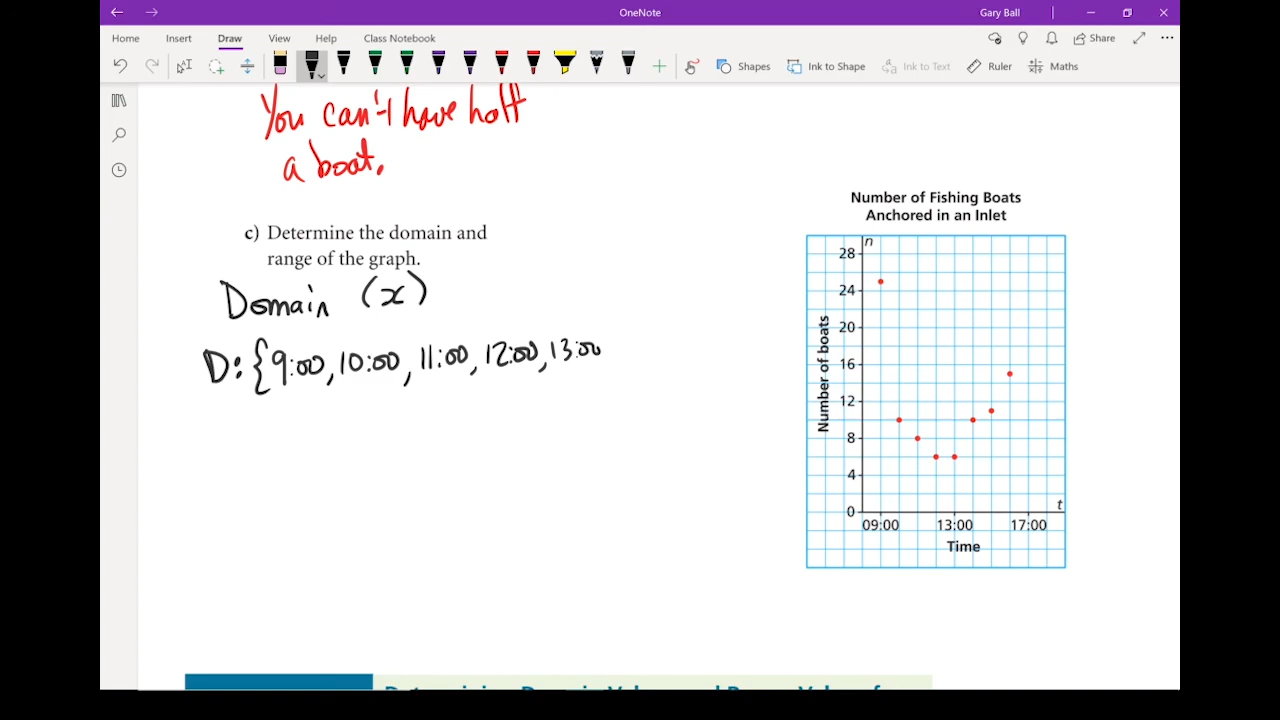 OneNote
Gary Ball
Home Insert Draw View Help Class Notebook
Share
Shapes Ink to Shape Ink to Text Ruler Maths
You can't have half
a boat.
c) Determine the domain and
range of the graph.
Domain (x)
D: {9:00, 10:00, 11:00, 12:00, 13:00
Number of Fishing Boats
Anchored in an Inlet
n
28
24
20
16
12
8
4
0
Number of boats
t
09:00 13:00 17:00
Time